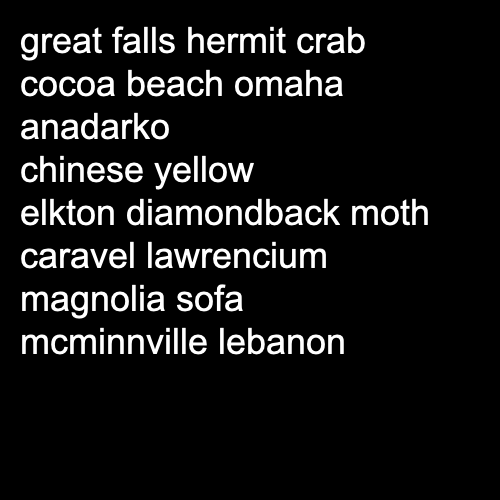 great falls hermit crab
cocoa beach omaha
anadarko
chinese yellow
elkton diamondback moth
caravel lawrencium
magnolia sofa
mcminnville lebanon